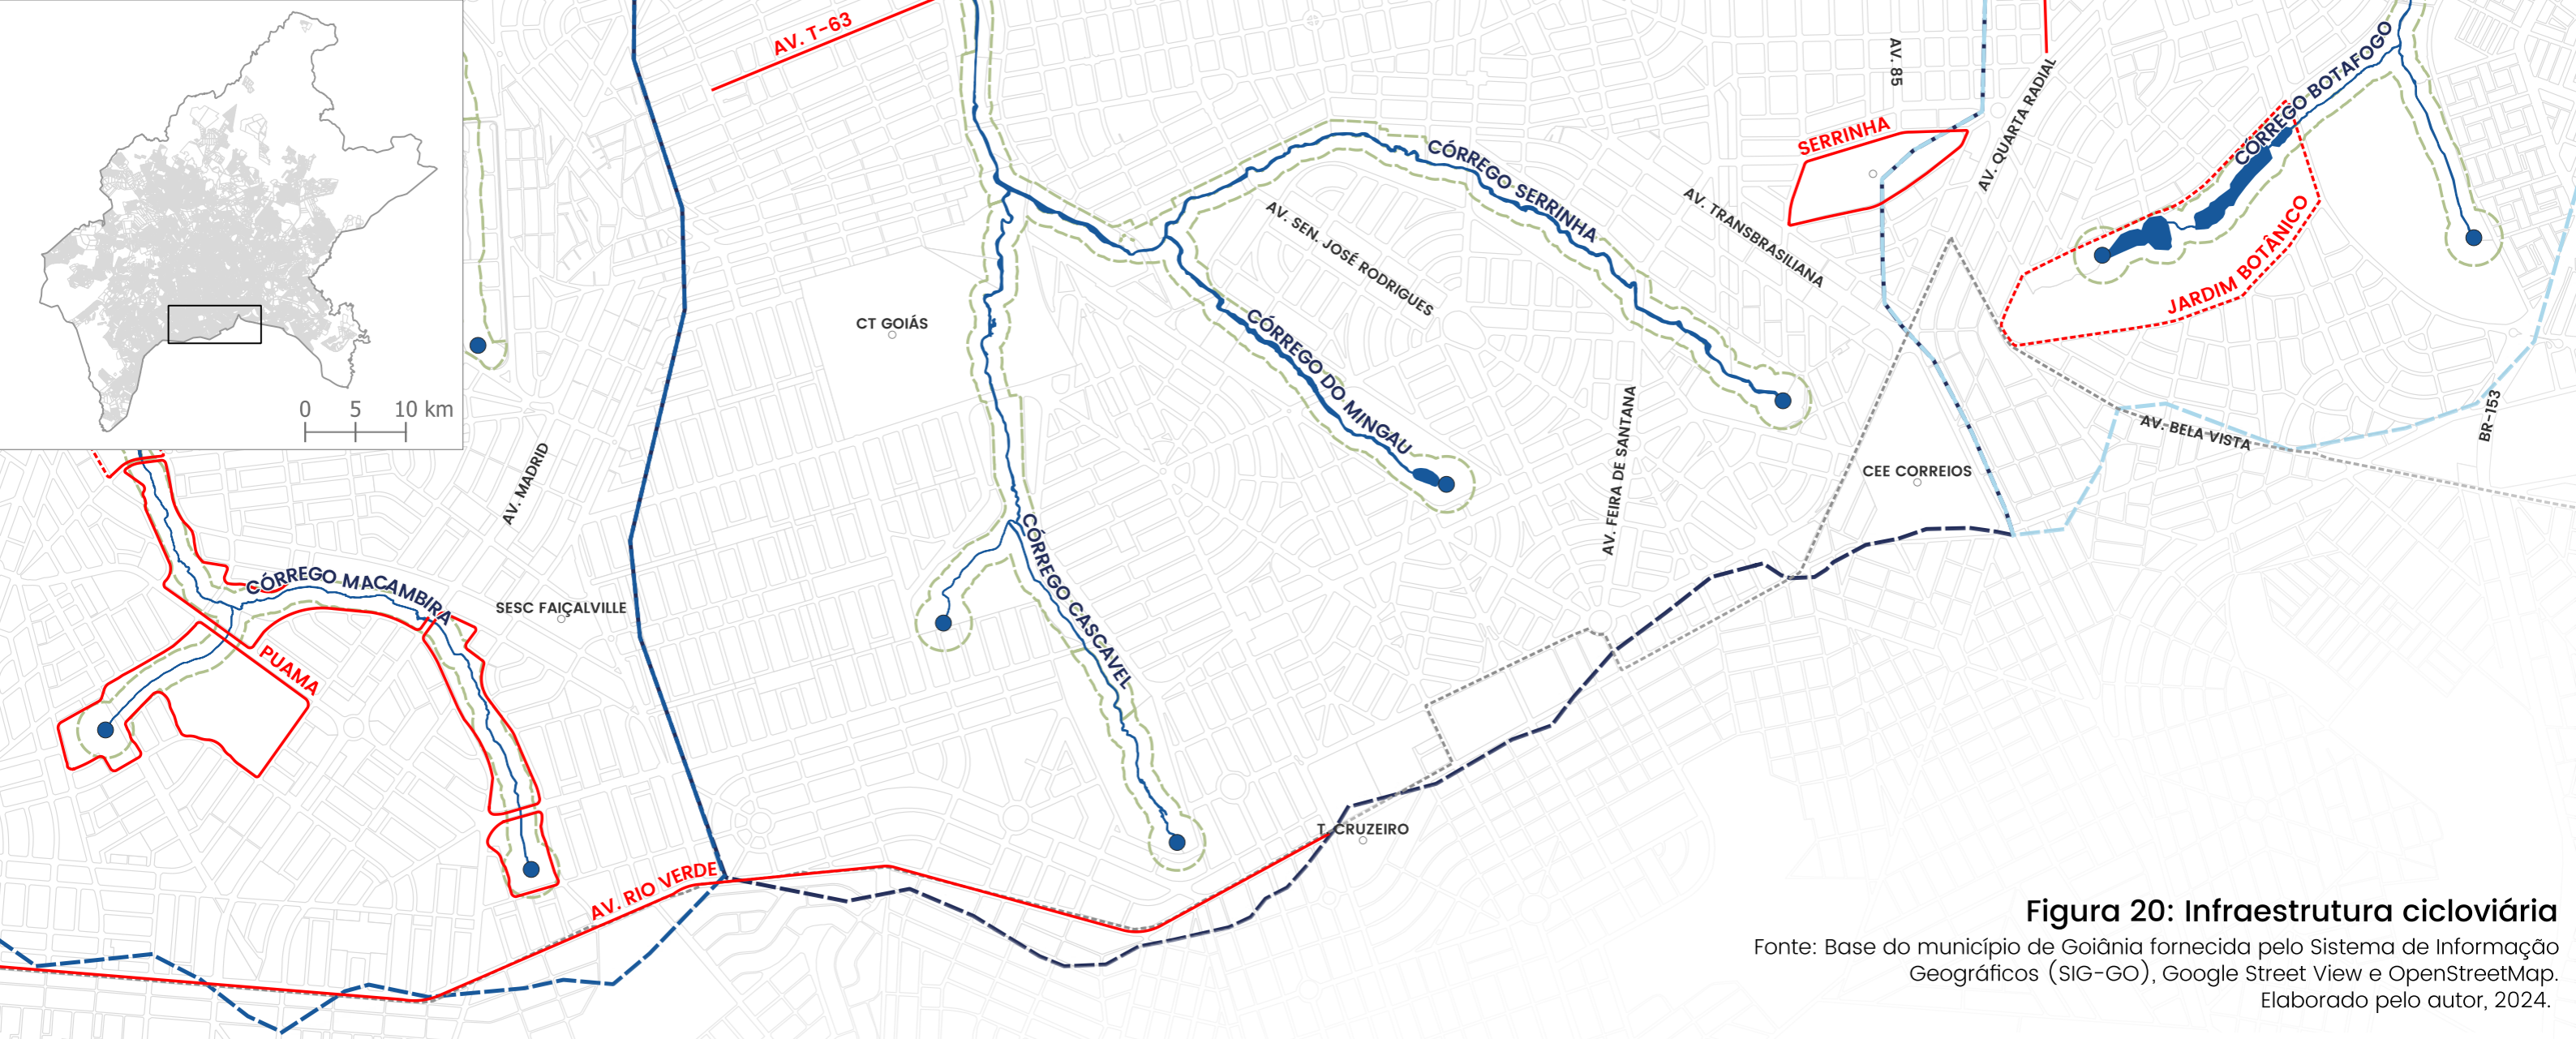 AV. T-63
AV. 85
AV. QUARTA RADIAL
CÓRREGO BOTAFOGO
SERRINHA
CÓRREGO SERRINHA
AV. SEN. JOSÉ RODRIGUES
AV. TRANSBRASILIANA
JARDIM BOTÂNICO
CT GOIÁS
CÓRREGO DO MINGAU
0 5 10 km
AV. MADRID
AV. FEIRA DE SANTANA
CEE CORREIOS
AV. BELA VISTA
BR-153
CÓRREGO MACAMBIRA
SESC FAIÇALVILLE
CÓRREGO CASCAVEL
PUAMA
T. CRUZEIRO
AV. RIO VERDE
Figura 20: Infraestrutura cicloviária
Fonte: Base do município de Goiânia fornecida pelo Sistema de Informação
Geográficos (SIG-GO), Google Street View e OpenStreetMap.
Elaborado pelo autor, 2024.